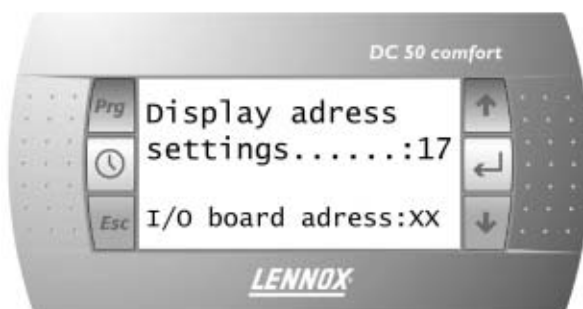 DC 50 comfort
Prg
Display adress
settings......:17
Esc
I/O board adress:XX
LENNOX